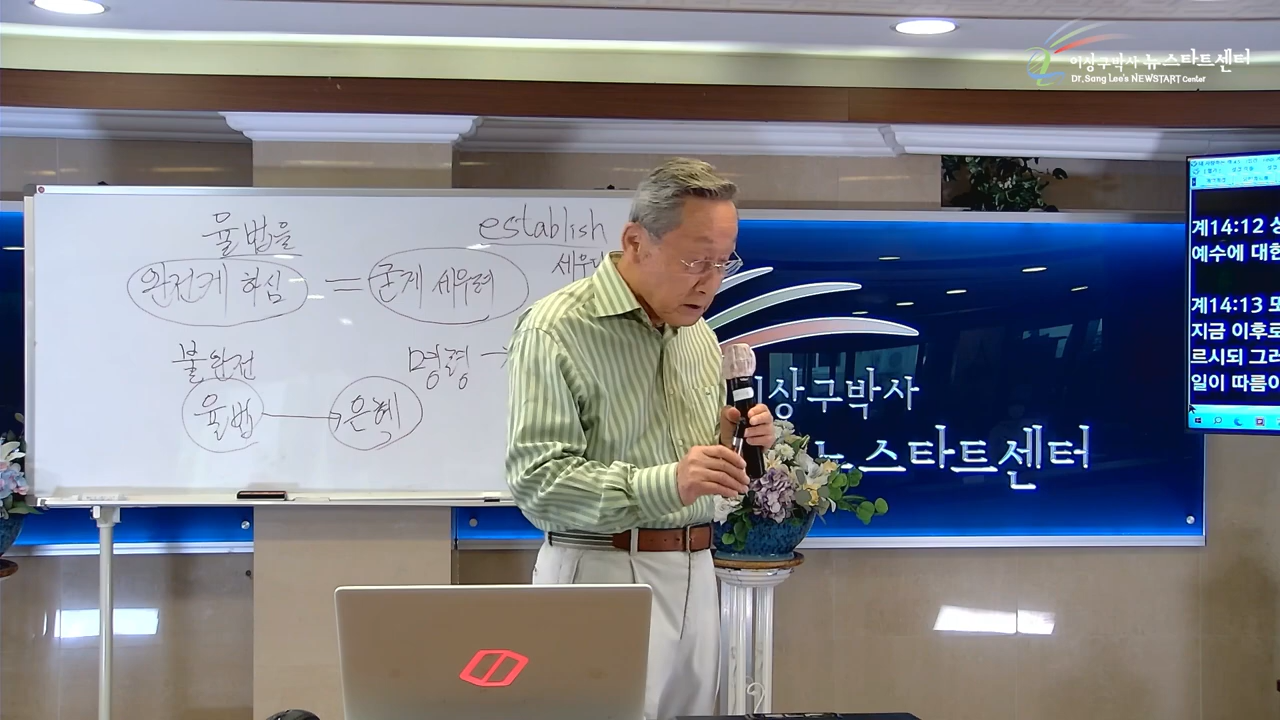 이상구박사 뉴스타트센터
Dr. Sang Lee's NEWSTART Center
율법을
완전케 하심 = 굳게 세우려
establish
불완전
율법 은혜
명령 →
이상구박사
뉴스타트센터
계14:12
예수에 대한
계14:13 또
지금 이후로
르시되 그러
일이 따름이